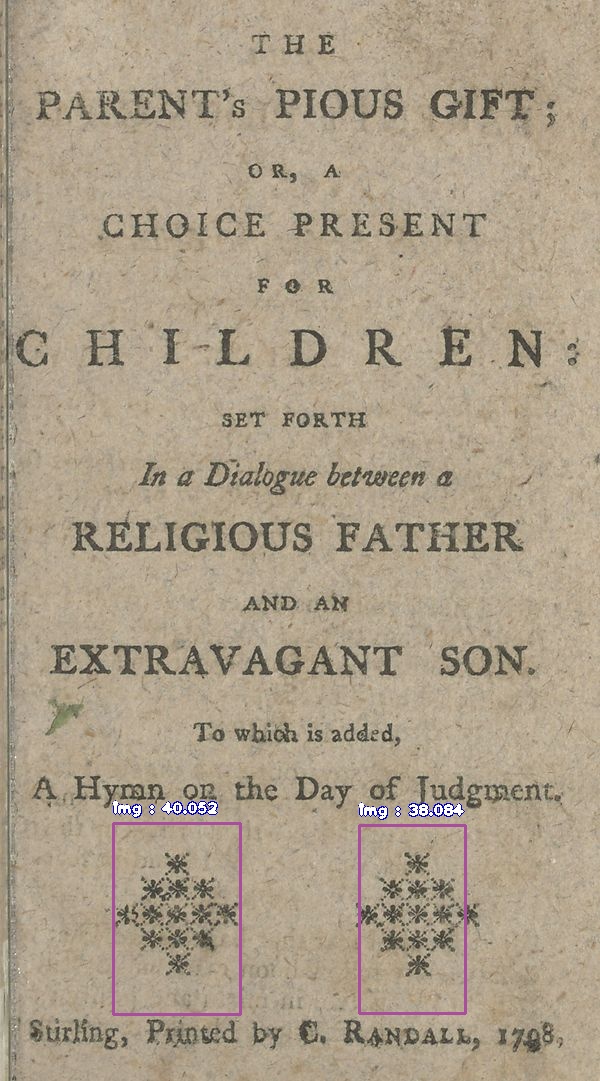 THE
PARENT's PIOUS GIFT;
OR, A
CHOICE PRESENT
FOR
CHILDREN:
SET FORTH
In a Dialogue between a
RELIGIOUS FATHER
AND AN
EXTRAVAGANT SON.
To which is added,
A Hymn on the Day of Judgment.
img : 40.052 img : 38.084
Stirling, Printed by C. RANDALL, 1798.